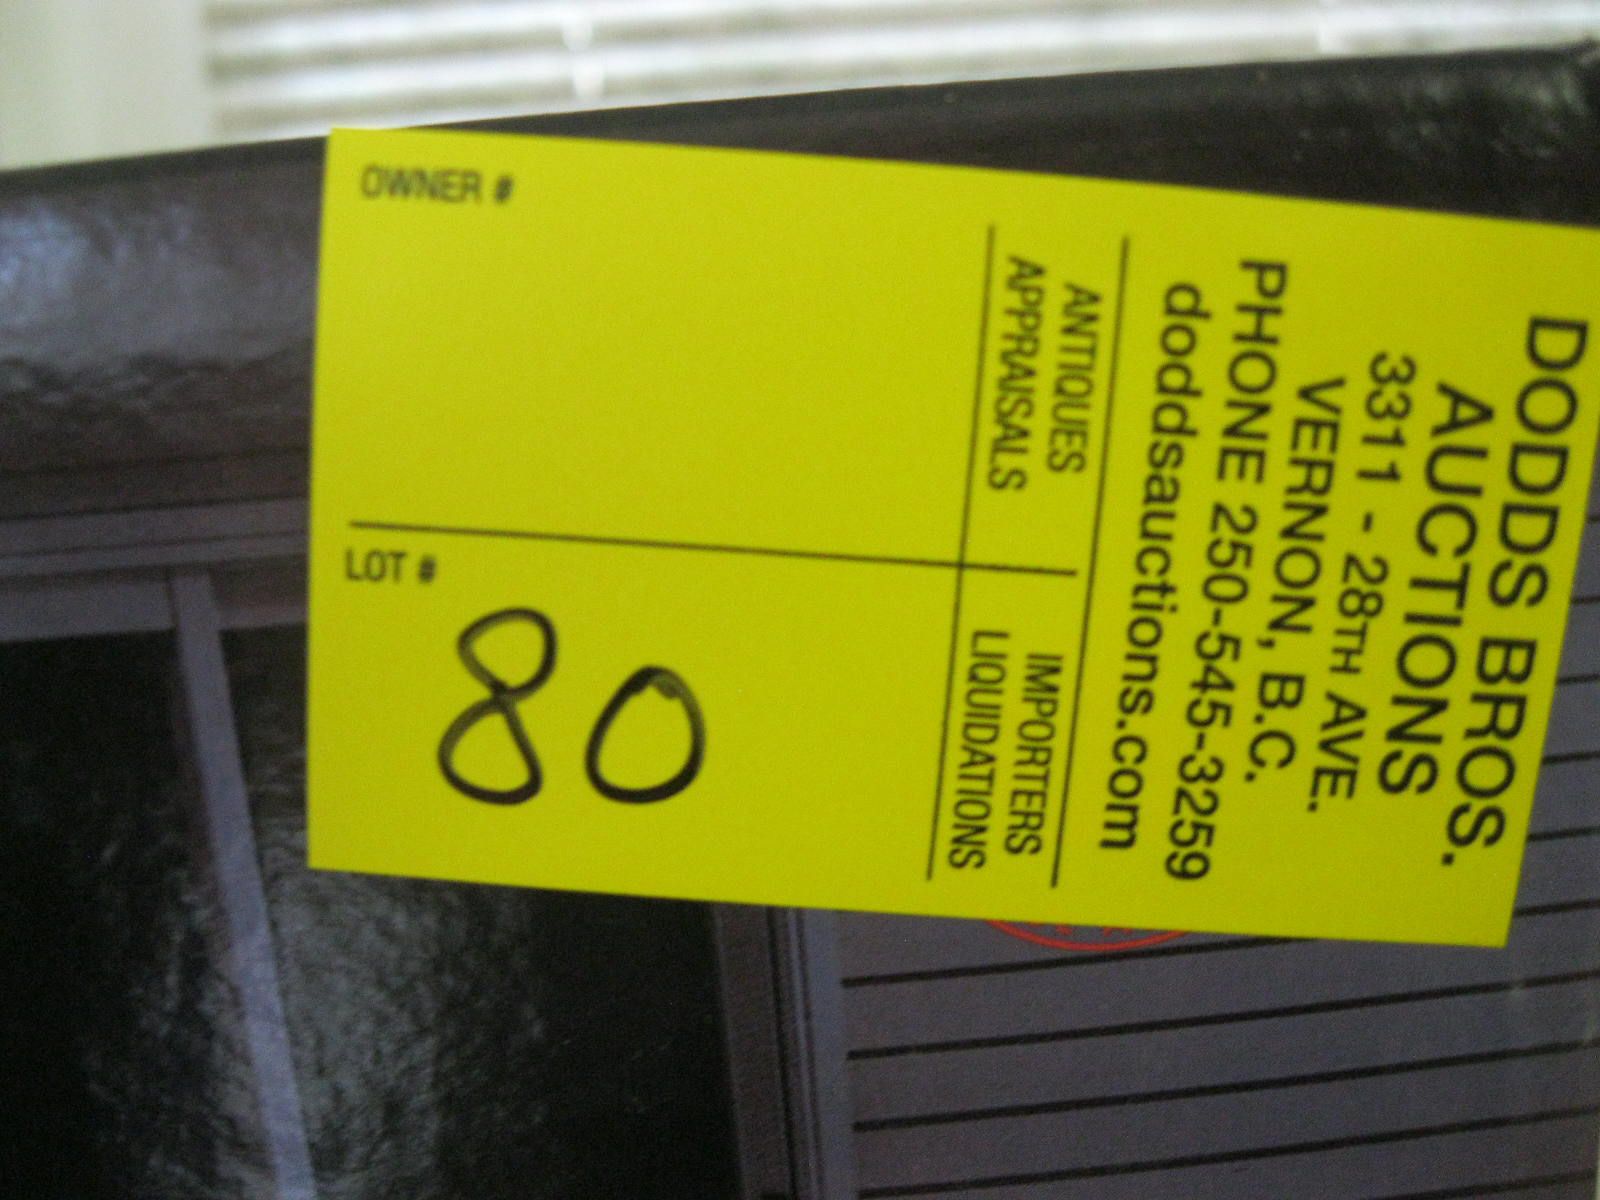 DODDS BROS.
AUCTIONS
3311 - 28TH AVE.
VERNON, B.C.
PHONE 250-545-3259
doddsauctions.com
ANTIQUES
APPRAISALS
IMPORTERS
LIQUIDATIONS
OWNER #
LOT #
80